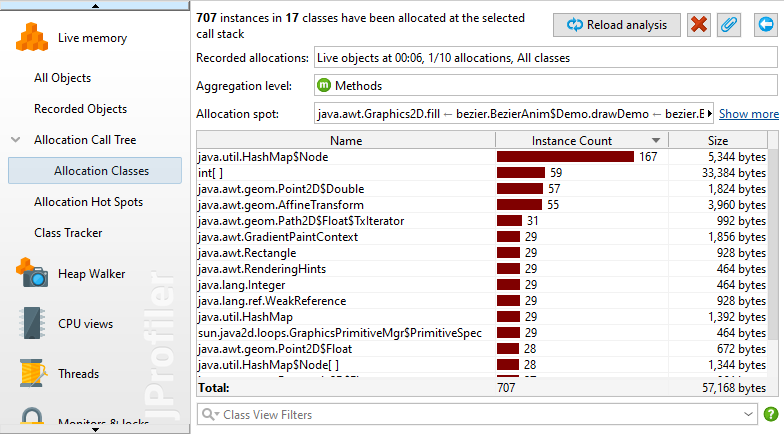 Live memory
All Objects
Recorded Objects
Allocation Call Tree
Allocation Classes
Allocation Hot Spots
Class Tracker
Heap Walker
CPU views
Threads
Monitors & locks
JProfiler
707 instances in 17 classes have been allocated at the selected
call stack
Reload analysis
Recorded allocations: Live objects at 00:06, 1/10 allocations, All classes
Aggregation level: m Methods
Allocation spot: java.awt.Graphics2D.fill ← bezier.BezierAnim$Demo.drawDemo ← bezier.B Show more
Name Instance Count Size
java.util.HashMap$Node 167 5,344 bytes
int[ ] 59 33,384 bytes
java.awt.geom.Point2D$Double 57 1,824 bytes
java.awt.geom.AffineTransform 55 3,960 bytes
java.awt.geom.Path2D$Float$TxIterator 31 992 bytes
java.awt.GradientPaintContext 29 1,856 bytes
java.awt.Rectangle 29 928 bytes
java.awt.RenderingHints 29 464 bytes
java.lang.Integer 29 464 bytes
java.lang.ref.WeakReference 29 928 bytes
java.util.HashMap 29 1,392 bytes
sun.java2d.loops.GraphicsPrimitiveMgr$PrimitiveSpec 29 464 bytes
java.awt.geom.Point2D$Float 28 672 bytes
java.util.HashMap$Node[ ] 28 1,344 bytes
Total: 707 57,168 bytes
Class View Filters
?